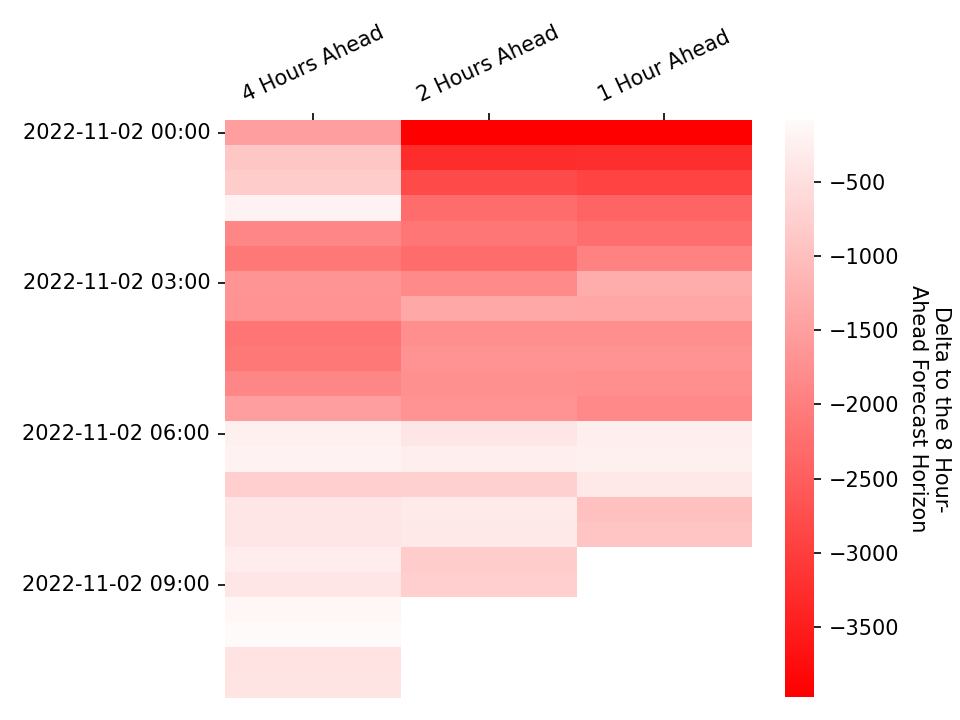 4 Hours Ahead
2 Hours Ahead
1 Hour Ahead
2022-11-02 00:00
2022-11-02 03:00
2022-11-02 06:00
2022-11-02 09:00
−500
−1000
−1500
−2000
−2500
−3000
−3500
Delta to the 8 Hour-
Ahead Forecast Horizon